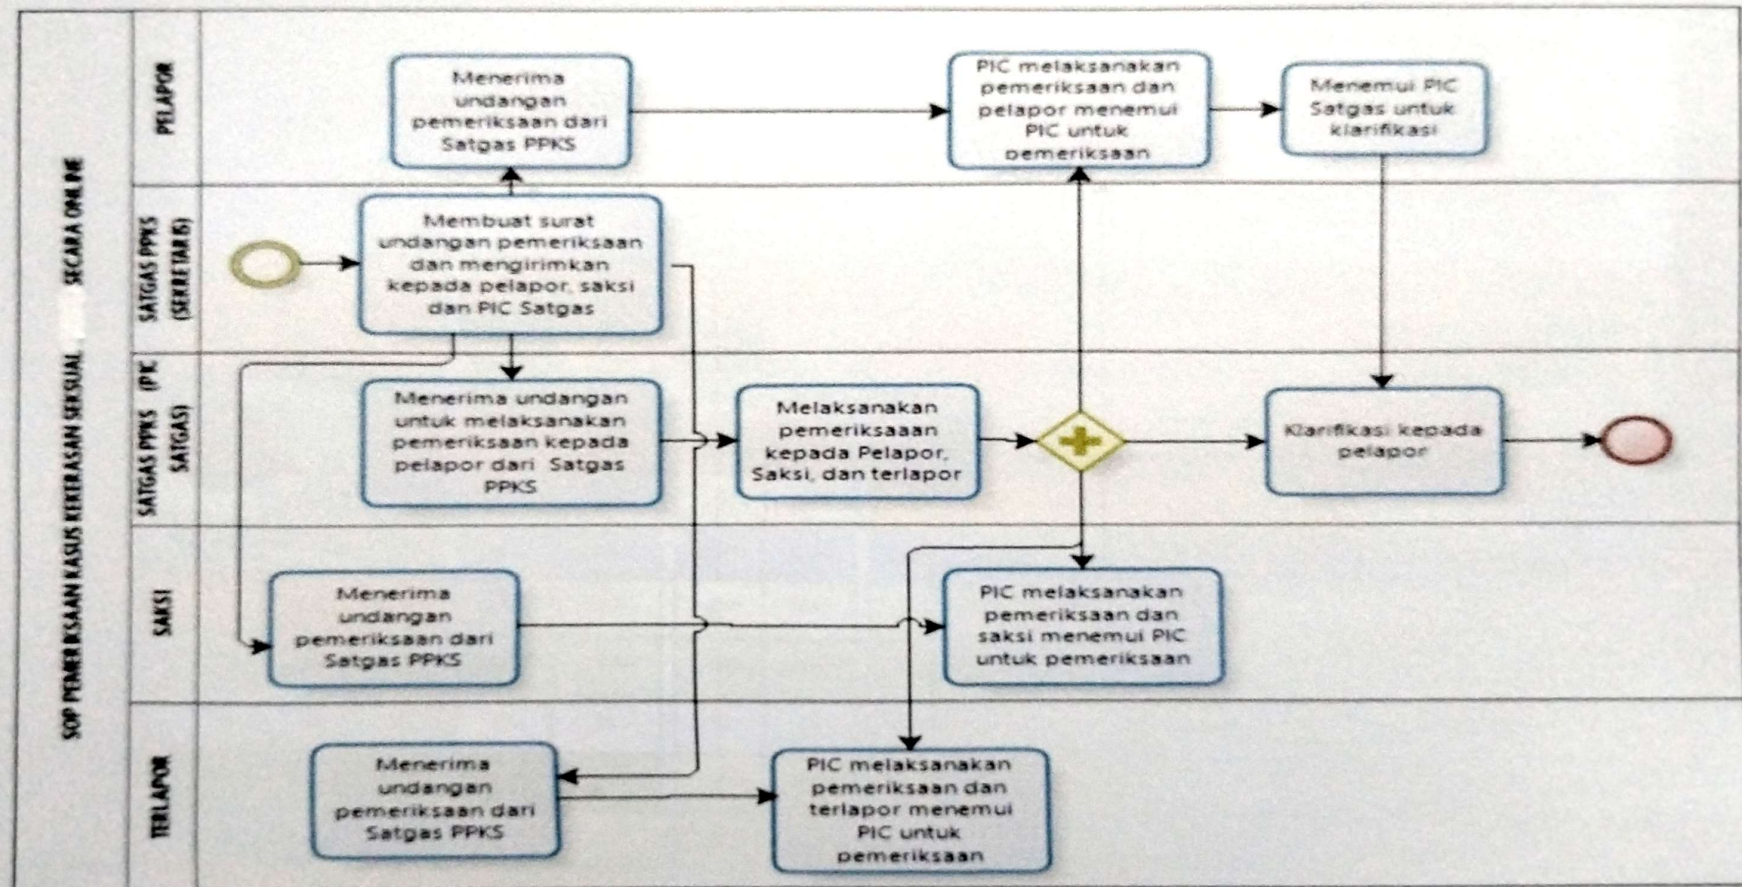 SOP PEMERIKSAAN KASUS KEKERASAN SEKSUAL SECARA ONLINE
PELAPOR
Menerima
undangan
pemeriksaan dari
Satgas PPKS
PIC melaksanakan
pemeriksaan dan
pelapor menemui
PIC untuk
pemeriksaan
Menemui PIC
Satgas untuk
klarifikasi
SATGAS PPKS
(SEKRETARIS)
Membuat surat
undangan pemeriksaan
dan mengirimkan
kepada pelapor, saksi
dan PIC Satgas
SATGAS PPKS (PIC
SATGAS)
Menerima undangan
untuk melaksanakan
pemeriksaan kepada
pelapor dari Satgas
PPKS
Melaksanakan
pemeriksaaan
kepada Pelapor,
Saksi, dan terlapor
Klarifikasi kepada
pelapor
SAKSI
Menerima
undangan
pemeriksaan dari
Satgas PPKS
PIC melaksanakan
pemeriksaan dan
saksi menemui PIC
untuk pemeriksaan
TERLAPOR
Menerima
undangan
pemeriksaan dari
Satgas PPKS
PIC melaksanakan
pemeriksaan dan
terlapor menemui
PIC untuk
pemeriksaan